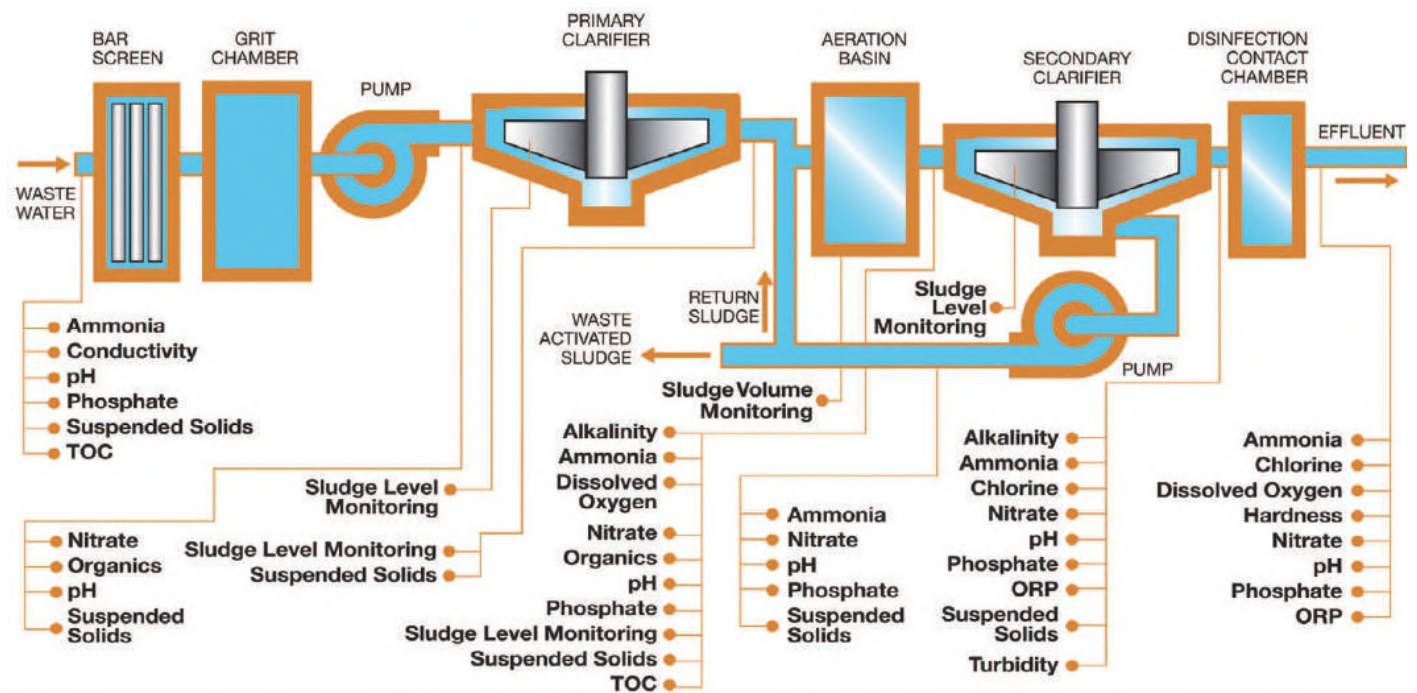 BAR
SCREEN
GRIT
CHAMBER
PUMP
PRIMARY
CLARIFIER
AERATION
BASIN
SECONDARY
CLARIFIER
DISINFECTION
CONTACT
CHAMBER
EFFLUENT
WASTE
WATER
RETURN
SLUDGE
WASTE
ACTIVATED
SLUDGE
Sludge
Level
Monitoring
PUMP
Sludge Volume
Monitoring
Ammonia
Conductivity
pH
Phosphate
Suspended Solids
TOC
Nitrate
Organics
pH
Suspended
Solids
Sludge Level
Monitoring
Sludge Level Monitoring
Suspended Solids
Alkalinity
Ammonia
Dissolved
Oxygen
Nitrate
Organics
pH
Phosphate
Sludge Level Monitoring
Suspended Solids
TOC
Ammonia
Nitrate
pH
Phosphate
Suspended
Solids
Alkalinity
Ammonia
Chlorine
Nitrate
pH
Phosphate
ORP
Suspended
Solids
Turbidity
Ammonia
Chlorine
Dissolved Oxygen
Hardness
Nitrate
pH
Phosphate
ORP